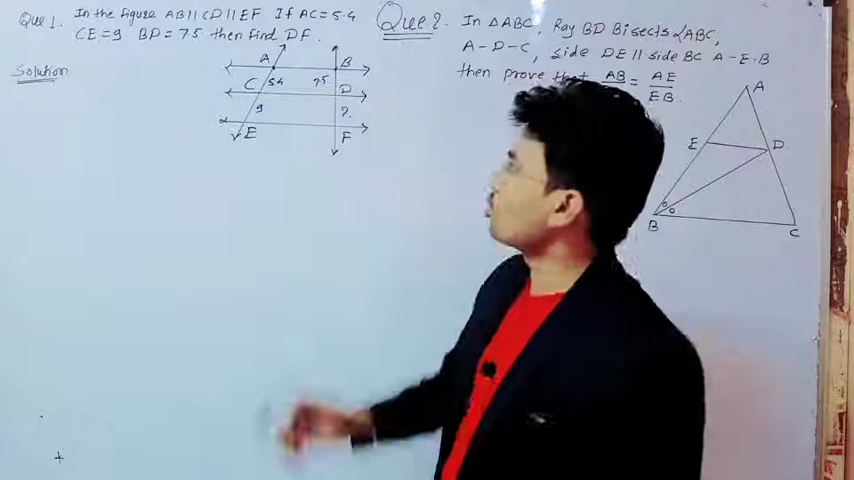 Que 1. In the figure AB || CD || EF If AC = 5.4
CE = 9 BD = 7.5 then find DF.
Solution
A
B
C
5.4
7.5
D
9
?
E
F
Que 2. In △ABC, Ray BD Bisects ∠ABC,
A-D-C, side DE || side BC A-E-B
then prove that AB = AE
EB
A
E
D
B
C